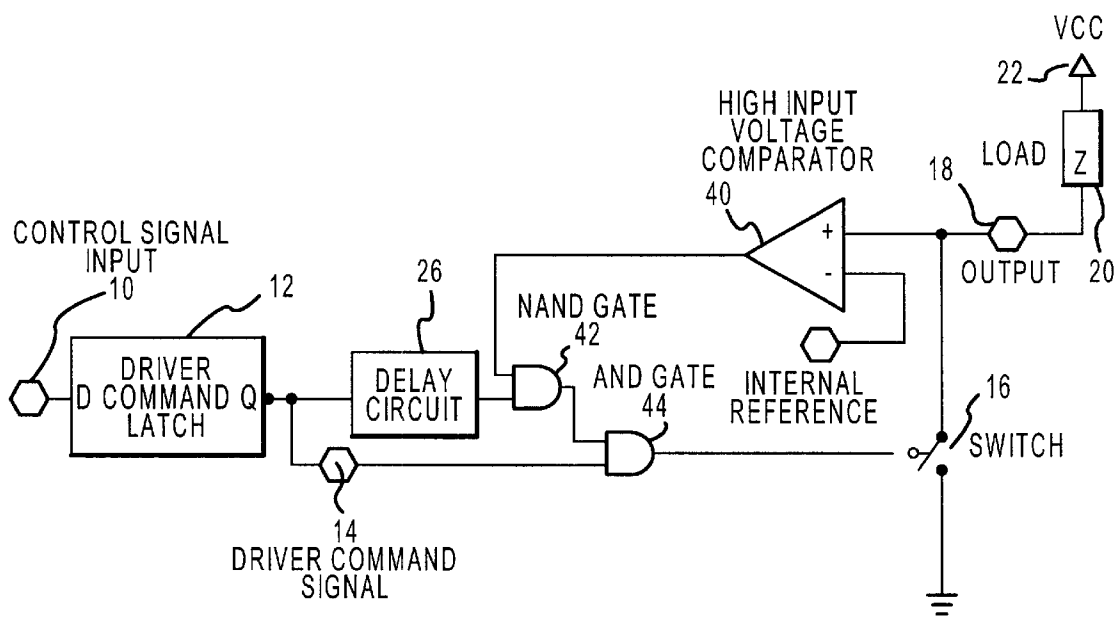 VCC
22
HIGH INPUT
VOLTAGE
COMPARATOR
40
LOAD
Z
18
20
+
-
OUTPUT
CONTROL SIGNAL
INPUT
10
12
26
NAND GATE
42
DRIVER
D COMMAND Q
LATCH
DELAY
CIRCUIT
AND GATE
44
INTERNAL
REFERENCE
16
SWITCH
14
DRIVER COMMAND
SIGNAL